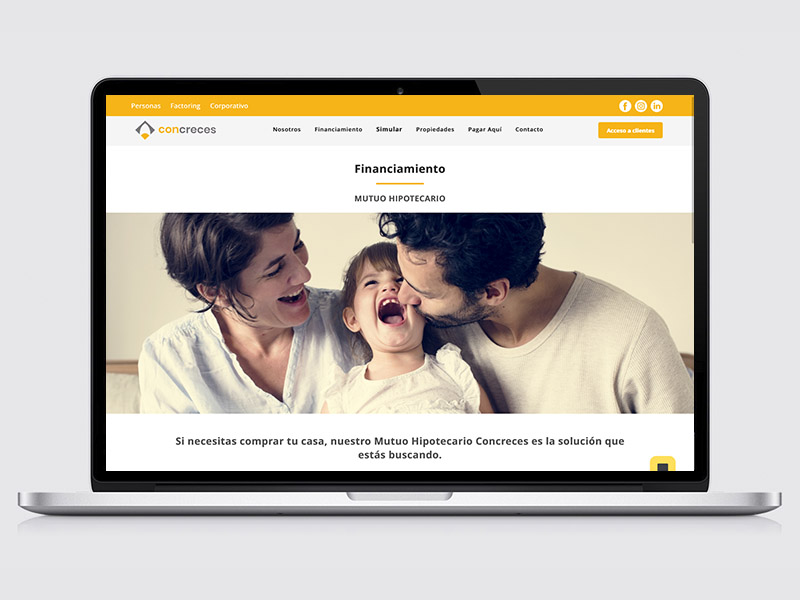 Personas Factoring Corporativo
concreces
Nosotros Financiamiento Simular Propiedades Pagar Aquí Contacto
Acceso a clientes
Financiamiento
MUTUO HIPOTECARIO
Si necesitas comprar tu casa, nuestro Mutuo Hipotecario Concreces es la solución que
estás buscando.